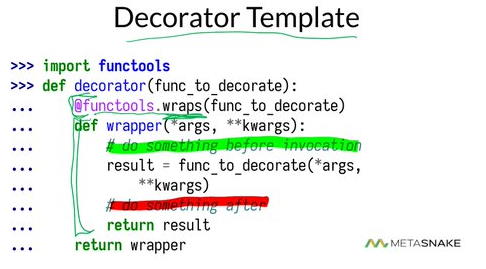 Decorator Template
>>> import functools
>>> def decorator(func_to_decorate):
...     @functools.wraps(func_to_decorate)
...     def wrapper(*args, **kwargs):
...         # do something before invocation
...         result = func_to_decorate(*args,
...             **kwargs)
...         # do something after
...         return result
...     return wrapper
METASNAKE